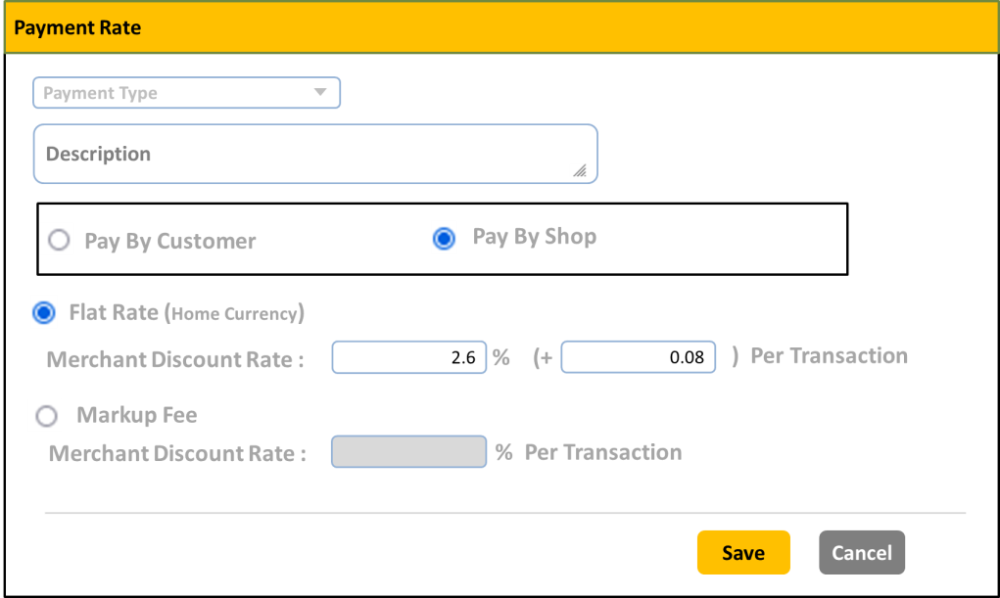 Payment Rate
Payment Type
Description
Pay By Customer Pay By Shop
Flat Rate (Home Currency)
Merchant Discount Rate : 2.6 % (+ 0.08 ) Per Transaction
Markup Fee
Merchant Discount Rate : % Per Transaction
Save Cancel